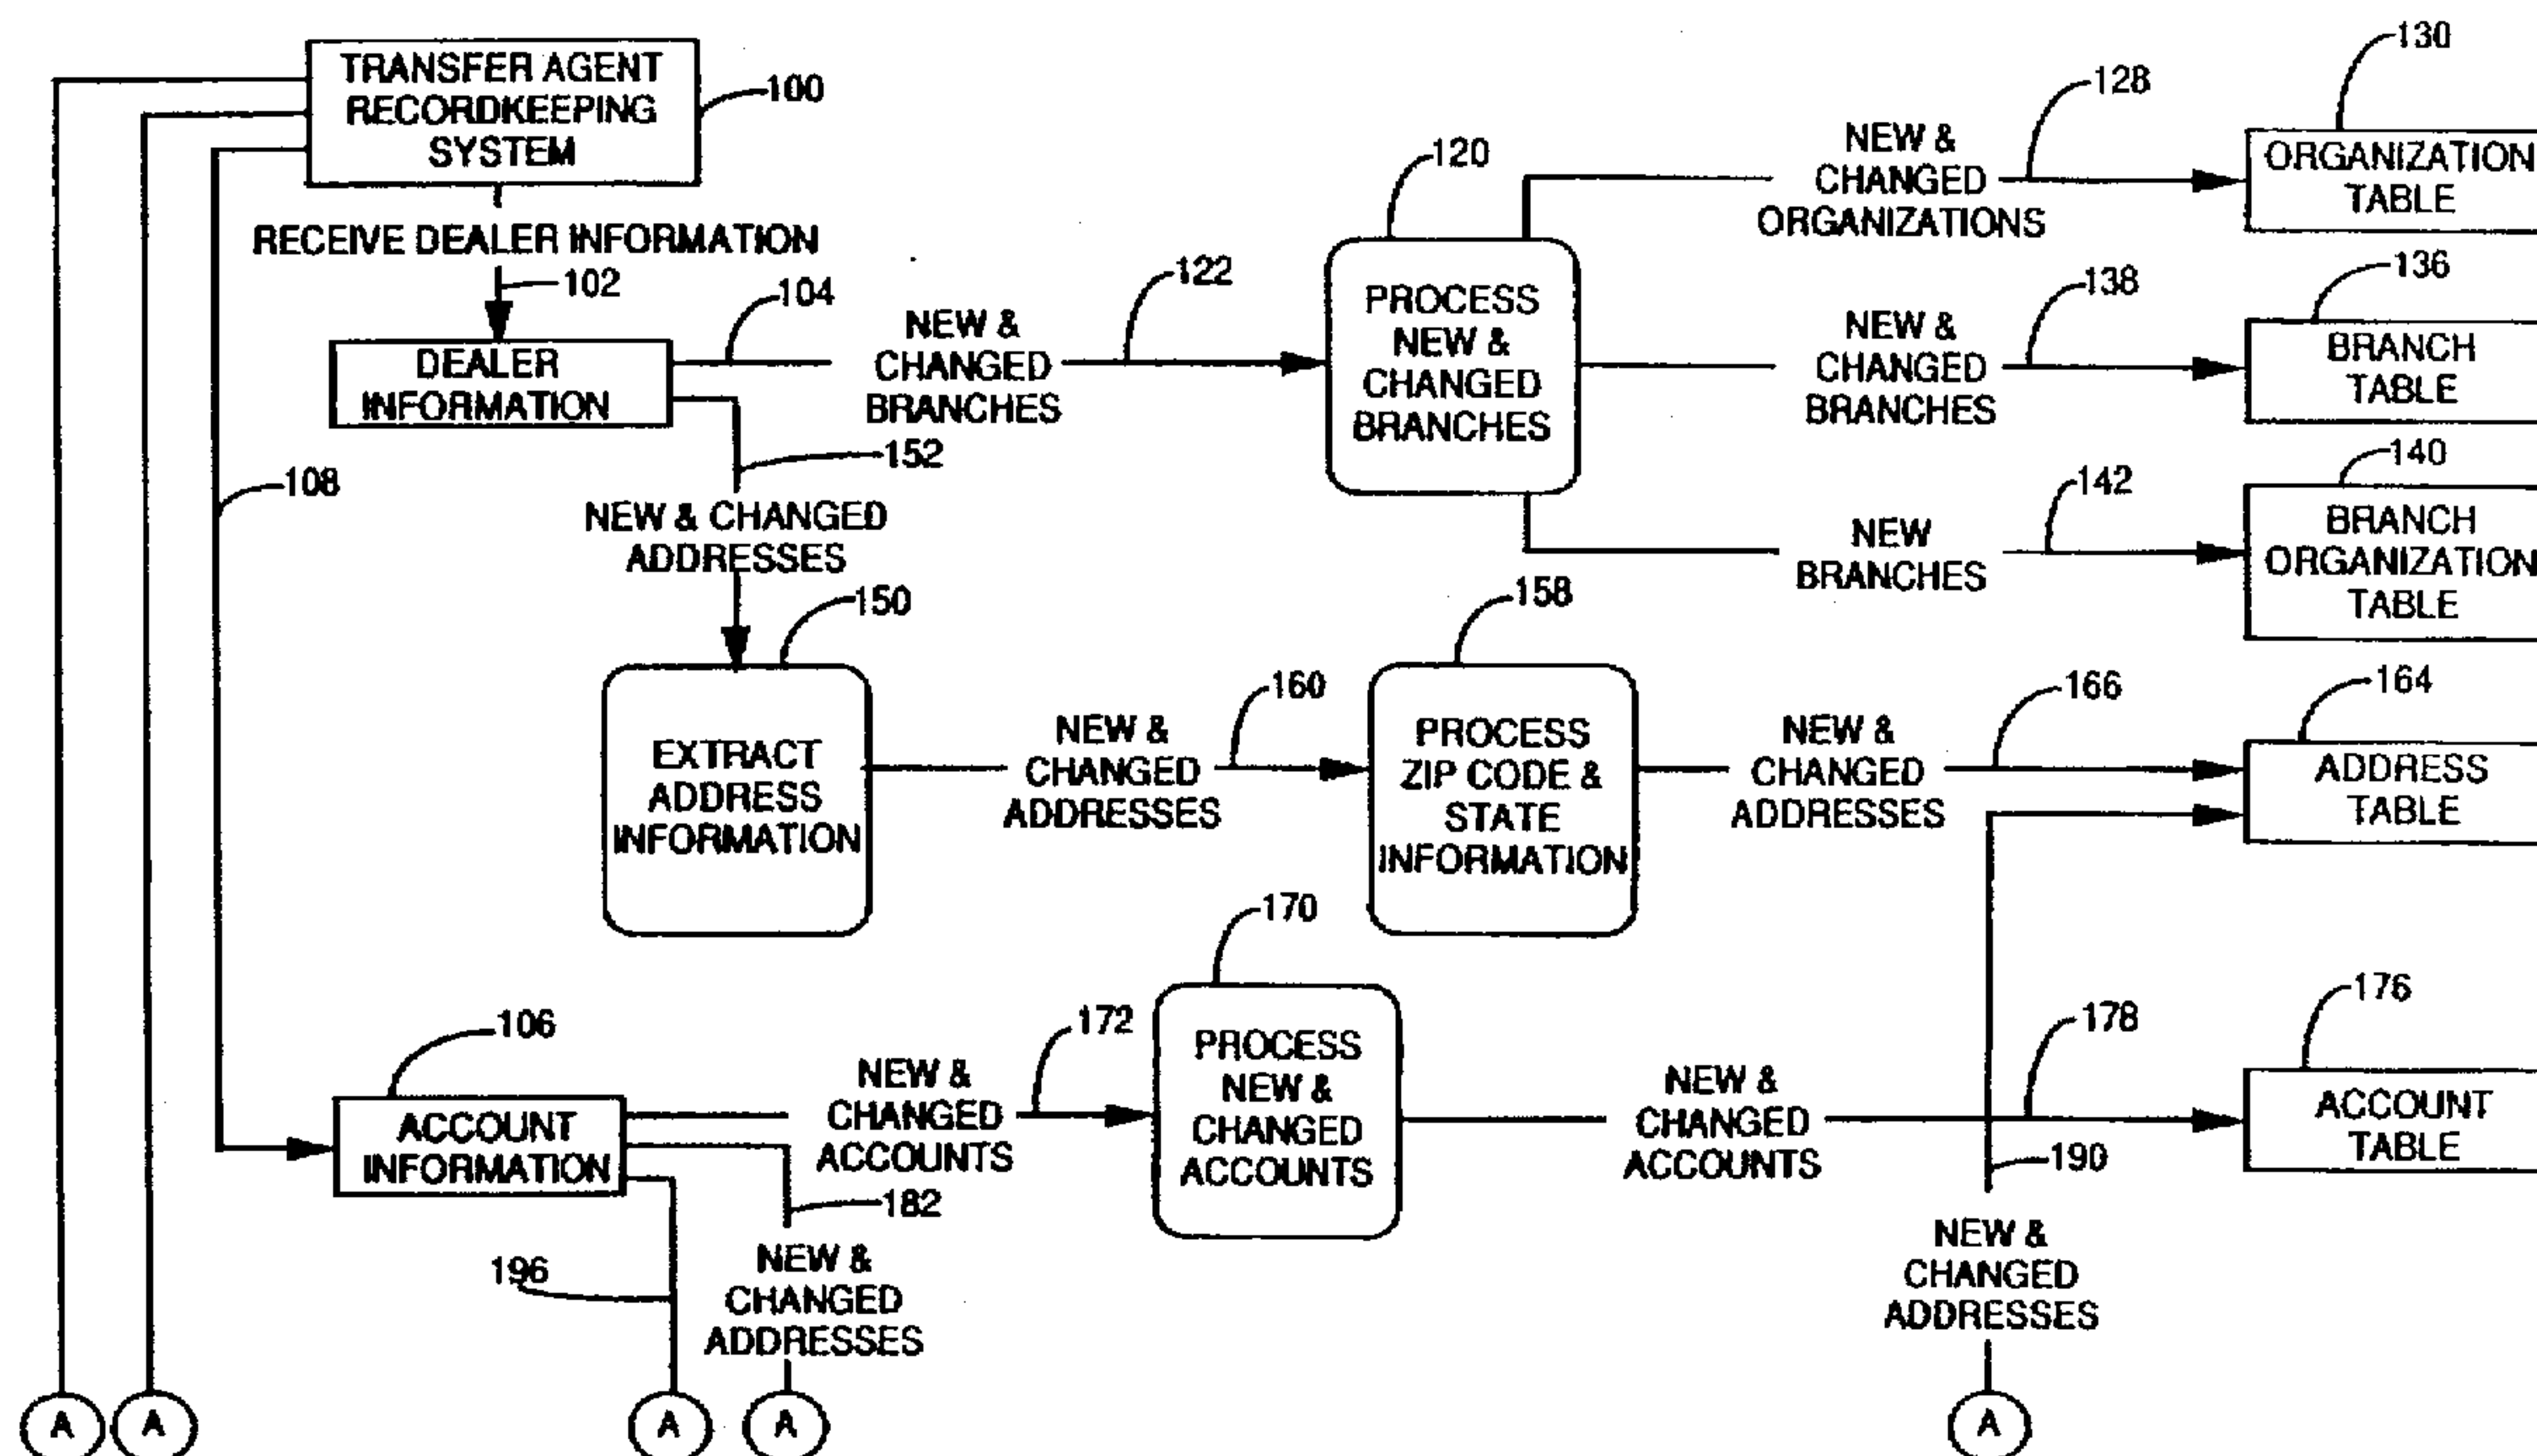 TRANSFER AGENT
RECORDKEEPING
SYSTEM
100
RECEIVE DEALER INFORMATION
102
DEALER
INFORMATION
104
NEW &
CHANGED
BRANCHES
122
120
PROCESS
NEW &
CHANGED
BRANCHES
NEW &
CHANGED
ORGANIZATIONS
128
130
ORGANIZATION
TABLE
NEW &
CHANGED
BRANCHES
138
136
BRANCH
TABLE
NEW
BRANCHES
142
140
BRANCH
ORGANIZATION
TABLE
108
152
NEW & CHANGED
ADDRESSES
150
EXTRACT
ADDRESS
INFORMATION
NEW &
CHANGED
ADDRESSES
160
158
PROCESS
ZIP CODE &
STATE
INFORMATION
NEW &
CHANGED
ADDRESSES
166
164
ADDRESS
TABLE
106
ACCOUNT
INFORMATION
NEW &
CHANGED
ACCOUNTS
172
170
PROCESS
NEW &
CHANGED
ACCOUNTS
NEW &
CHANGED
ACCOUNTS
178
176
ACCOUNT
TABLE
182
196
NEW &
CHANGED
ADDRESSES
190
NEW &
CHANGED
ADDRESSES
A
A
A
A
A